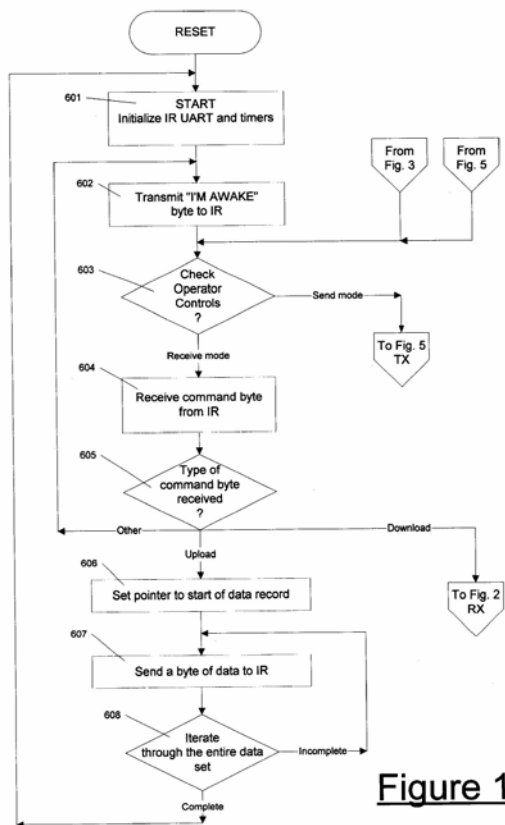 RESET
601
START
Initialize IR UART and timers
From
Fig. 3
From
Fig. 5
602
Transmit "I'M AWAKE"
byte to IR
603
Check
Operator
Controls
?
Send mode
To Fig. 5
TX
Receive mode
604
Receive command byte
from IR
605
Type of
command byte
received
?
Other
Download
Upload
To Fig. 2
RX
606
Set pointer to start of data record
607
Send a byte of data to IR
608
Iterate
through the entire data
set
Incomplete
Complete
Figure 1